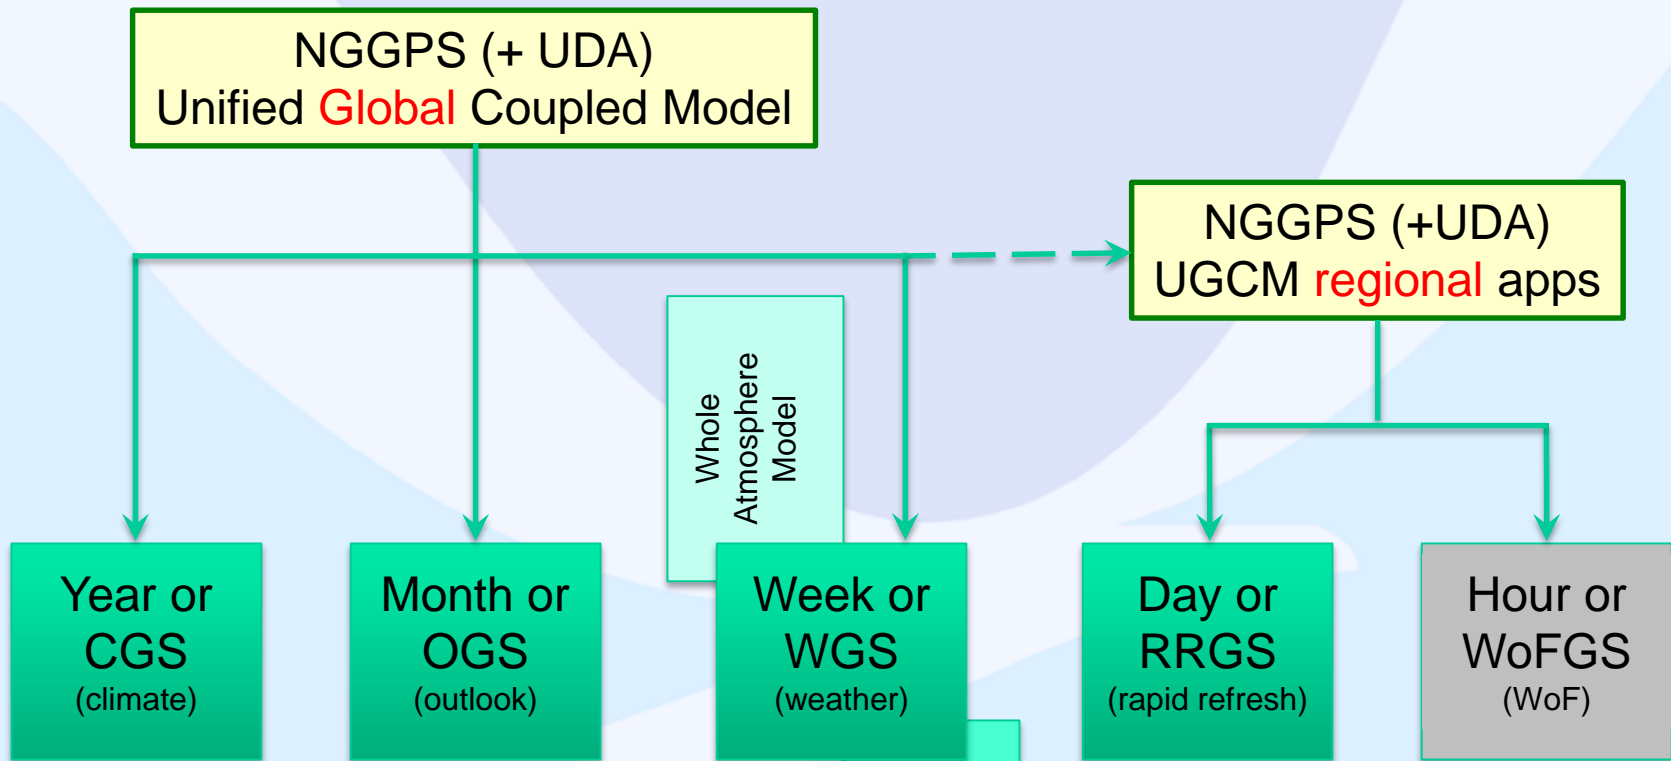 NGGPS (+ UDA)
Unified Global Coupled Model
NGGPS (+UDA)
UGCM regional apps
Whole
Atmosphere
Model
Year or
CGS
(climate)
Month or
OGS
(outlook)
Week or
WGS
(weather)
Day or
RRGS
(rapid refresh)
Hour or
WoFGS
(WoF)